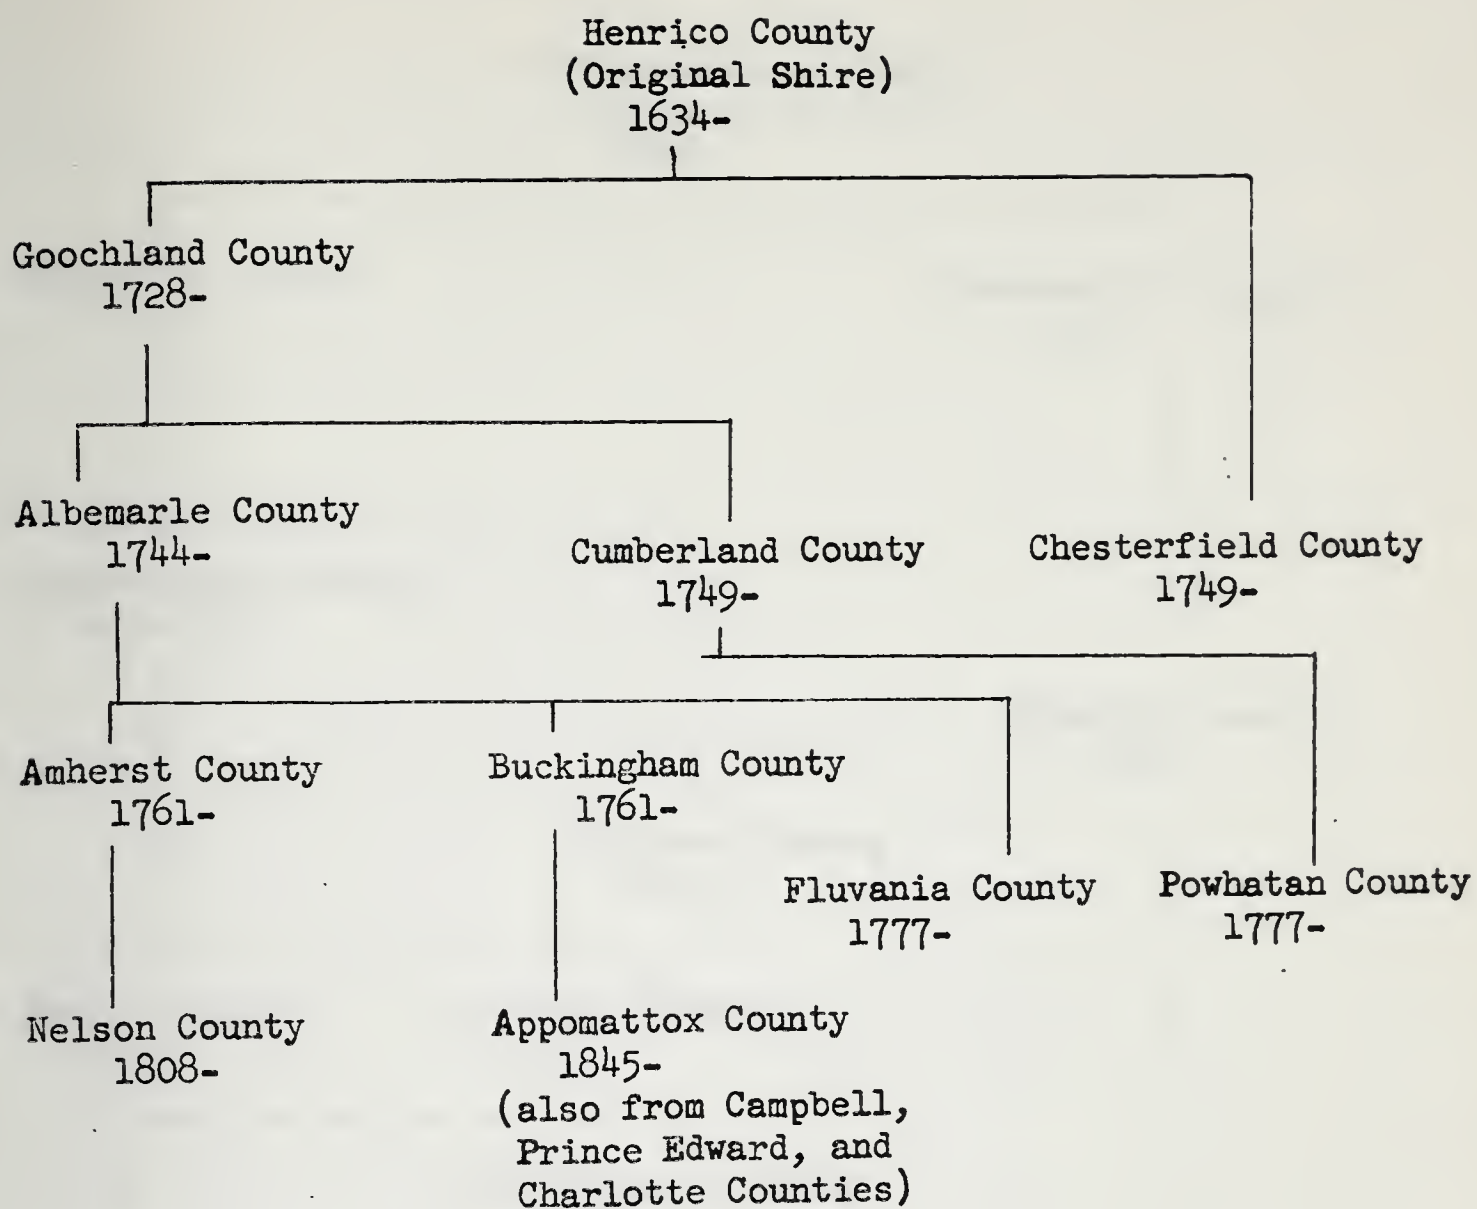 Henrico County
(Original Shire)
1634-
Goochland County
1728-
Albemarle County
1744-
Cumberland County
1749-
Chesterfield County
1749-
Amherst County
1761-
Buckingham County
1761-
Fluvania County
1777-
Powhatan County
1777-
Nelson County
1808-
Appomattox County
1845-
(also from Campbell,
Prince Edward, and
Charlotte Counties)